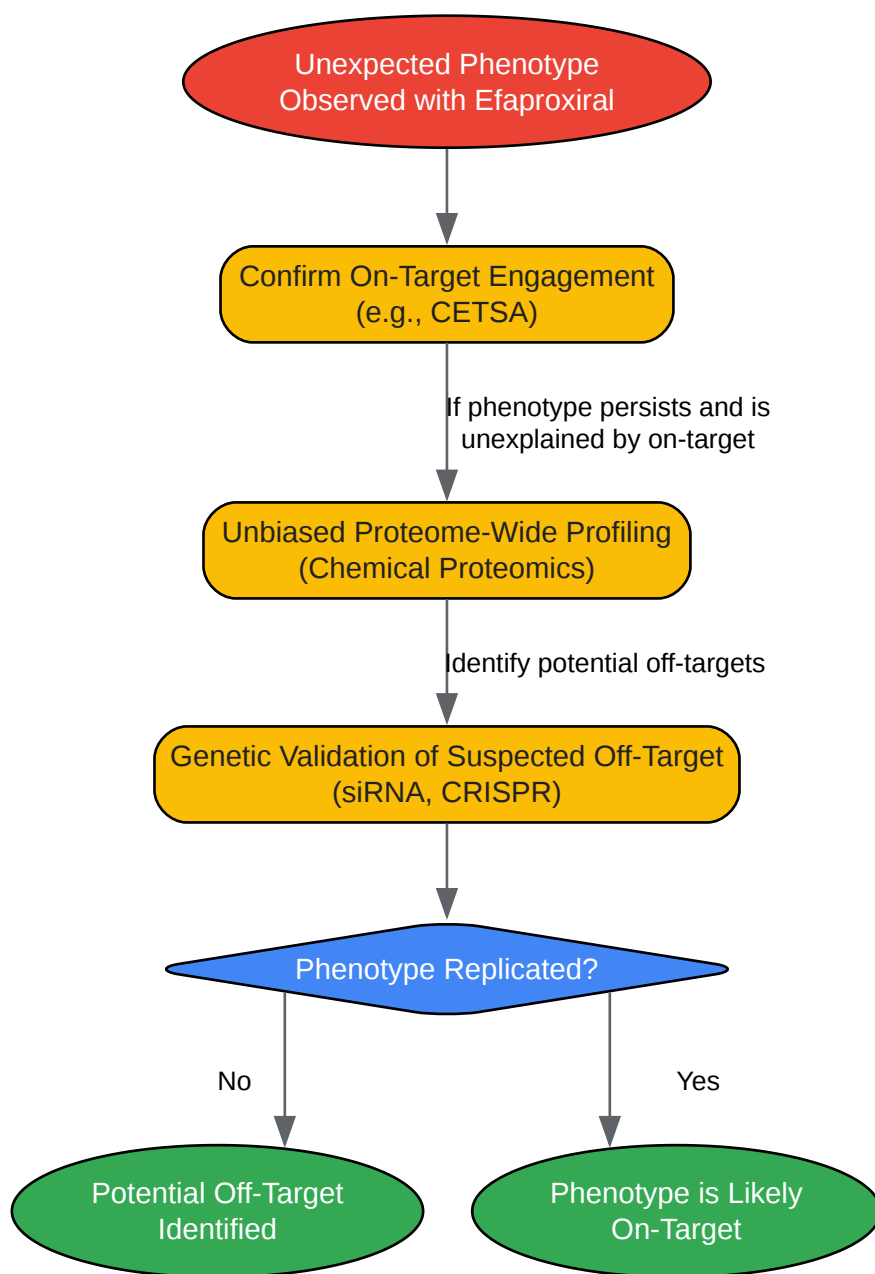 Unexpected Phenotype
Observed with Efaproxiral
Confirm On-Target Engagement
(e.g., CETSA)
If phenotype persists and is
unexplained by on-target
Unbiased Proteome-Wide Profiling
(Chemical Proteomics)
Identify potential off-targets
Genetic Validation of Suspected Off-Target
(siRNA, CRISPR)
Phenotype Replicated?
No
Yes
Potential Off-Target
Identified
Phenotype is Likely
On-Target